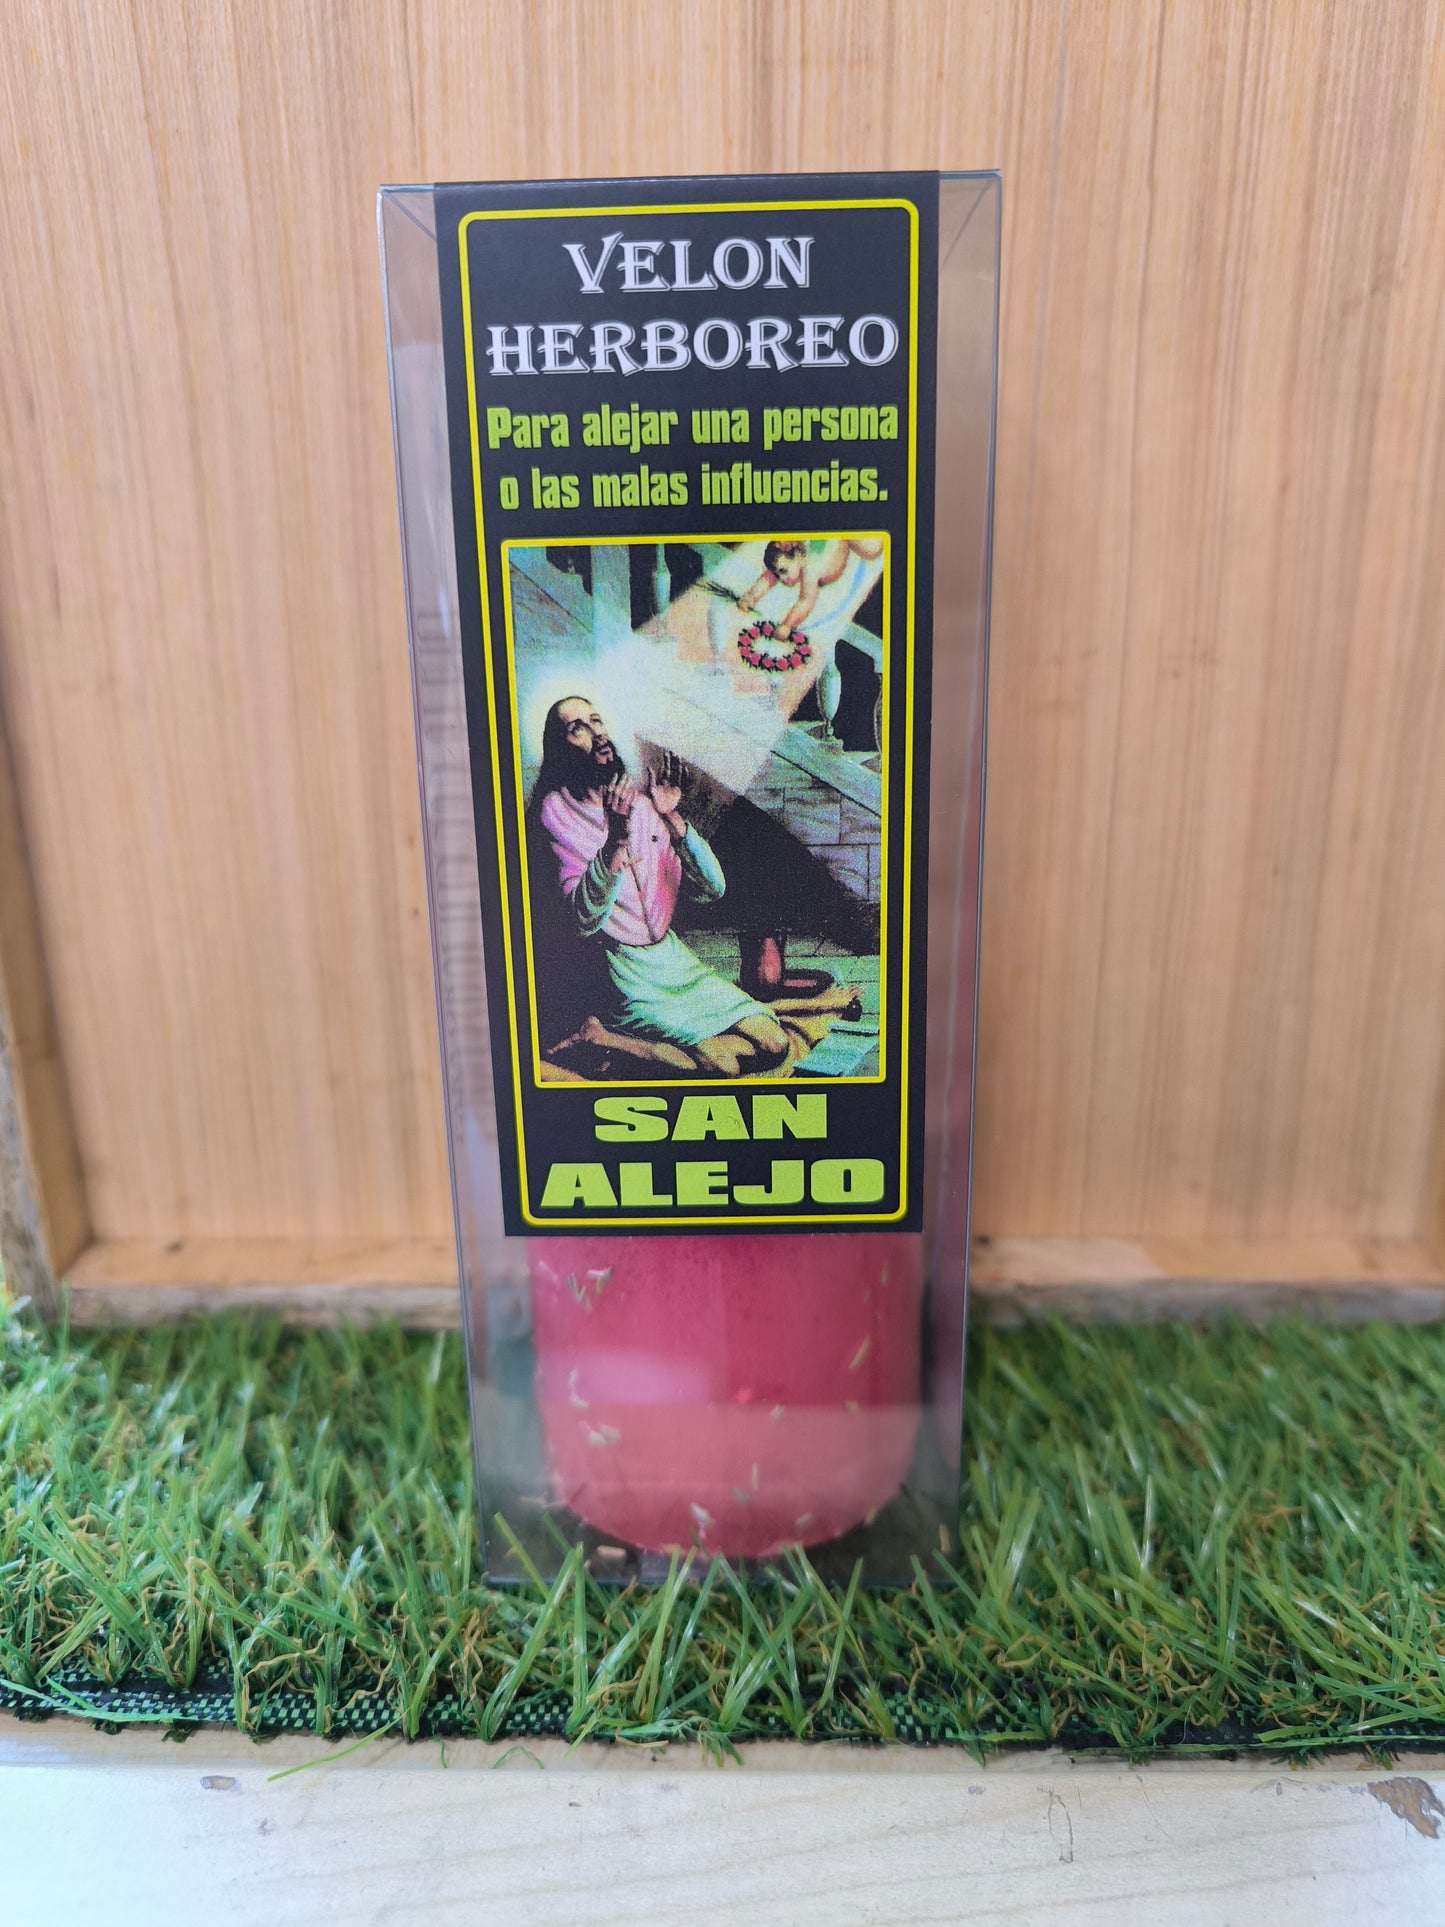 VELON
HERBOREO
Para alejar una persona
o las malas influencias.
SAN
ALEJO